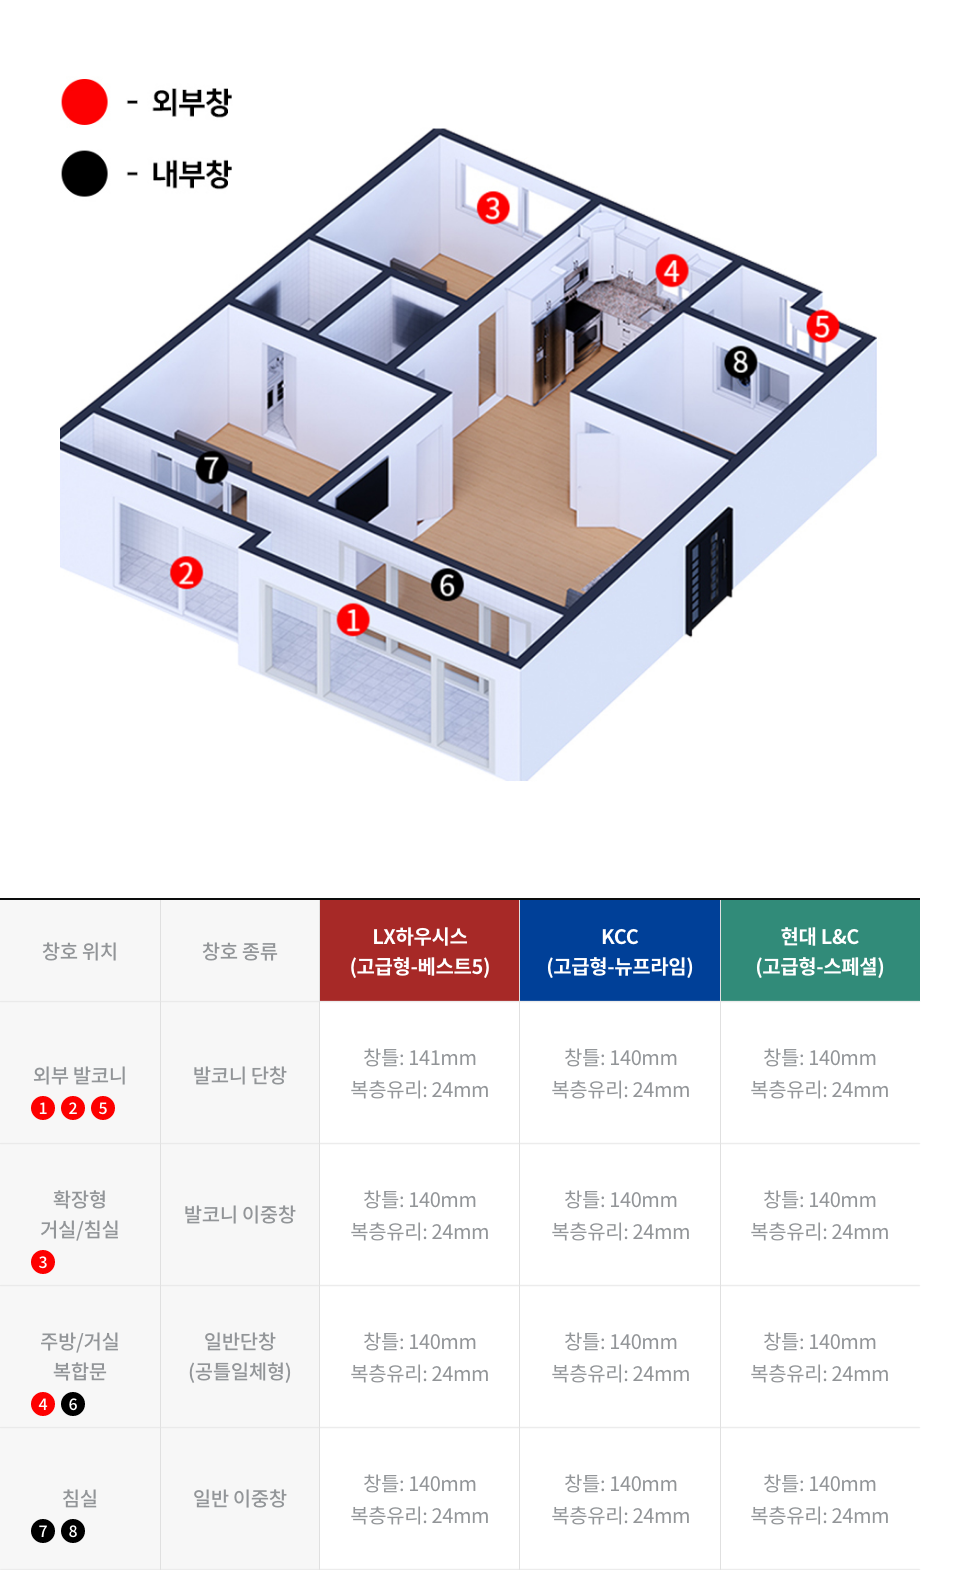 - 외부창
- 내부창
3
4
5
8
7
6
2
1
창호 위치
창호 종류
LX하우시스
(고급형-베스트5)
KCC
(고급형-뉴프라임)
현대 L&C
(고급형-스페셜)
외부 발코니
1 2 5
발코니 단창
창틀: 141mm
복층유리: 24mm
창틀: 140mm
복층유리: 24mm
창틀: 140mm
복층유리: 24mm
확장형
거실/침실
3
발코니 이중창
창틀: 140mm
복층유리: 24mm
창틀: 140mm
복층유리: 24mm
창틀: 140mm
복층유리: 24mm
주방/거실
복합문
4 6
일반단창
(공틀일체형)
창틀: 140mm
복층유리: 24mm
창틀: 140mm
복층유리: 24mm
창틀: 140mm
복층유리: 24mm
침실
7 8
일반 이중창
창틀: 140mm
복층유리: 24mm
창틀: 140mm
복층유리: 24mm
창틀: 140mm
복층유리: 24mm